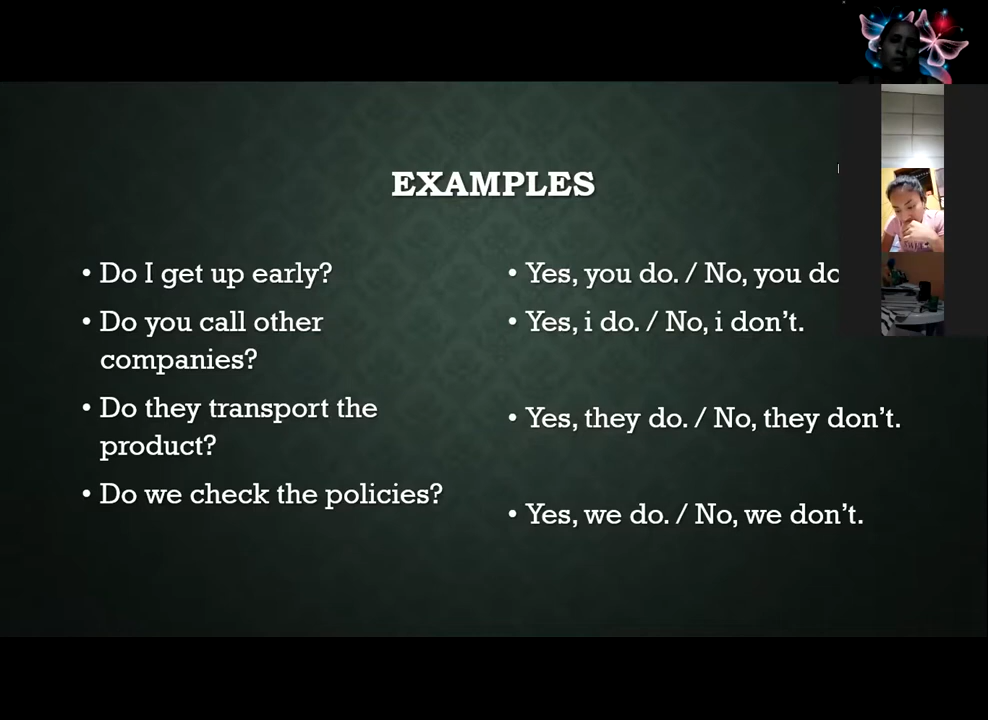 EXAMPLES
• Do I get up early?
• Do you call other
companies?
• Do they transport the
product?
• Do we check the policies?
• Yes, you do. / No, you do
• Yes, i do. / No, i don’t.
• Yes, they do. / No, they don’t.
• Yes, we do. / No, we don’t.